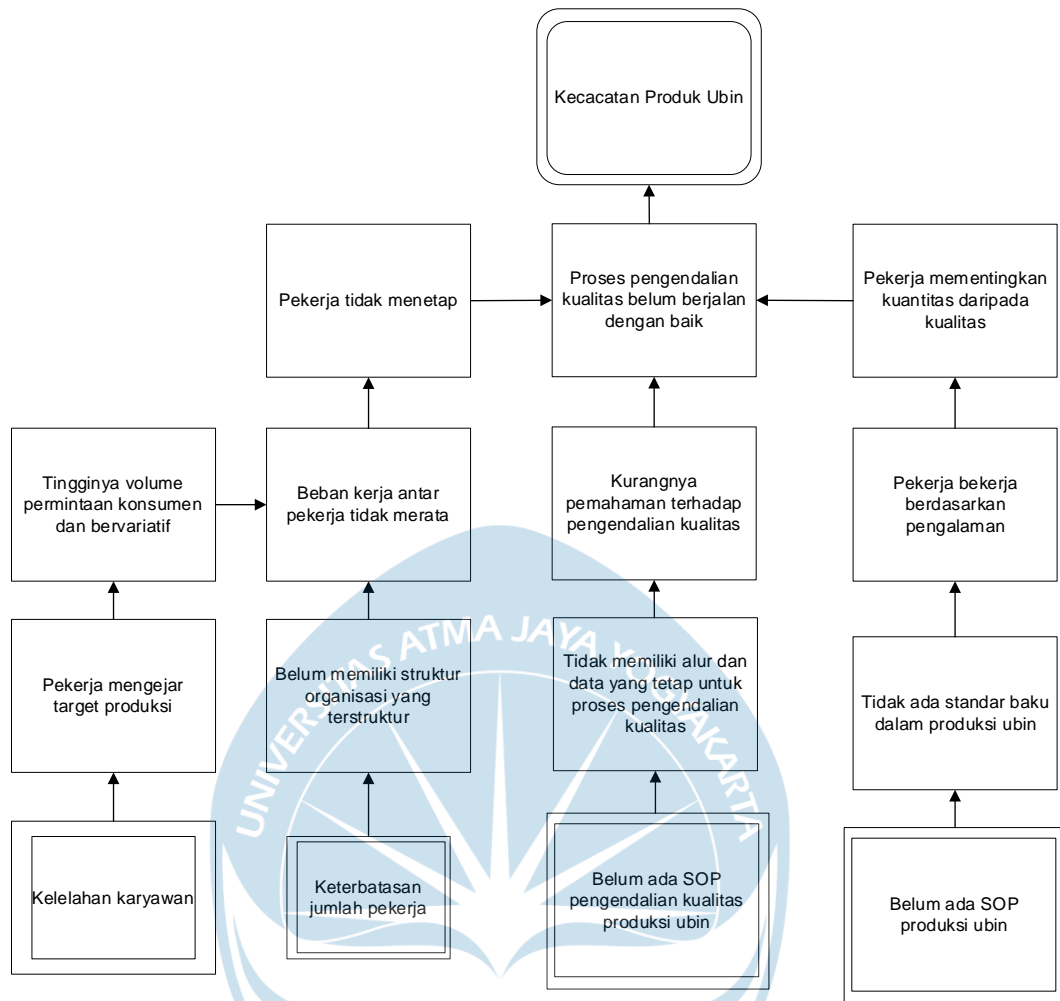 Kecacatan Produk Ubin
Pekerja tidak menetap
Proses pengendalian
kualitas belum berjalan
dengan baik
Pekerja mementingkan
kuantitas daripada
kualitas
Tingginya volume
permintaan konsumen
dan bervariatif
Beban kerja antar
pekerja tidak merata
Kurangnya
pemahaman terhadap
pengendalian kualitas
Pekerja bekerja
berdasarkan
pengalaman
Pekerja mengejar
target produksi
Belum memiliki struktur
organisasi yang
terstruktur
Tidak memiliki alur dan
data yang tetap untuk
proses pengendalian
kualitas
Tidak ada standar baku
dalam produksi ubin
Kelelahan karyawan
Keterbatasan
jumlah pekerja
Belum ada SOP
pengendalian kualitas
produksi ubin
Belum ada SOP
produksi ubin
UNIVERSITAS ATMA JAYA YOGYAKARTA